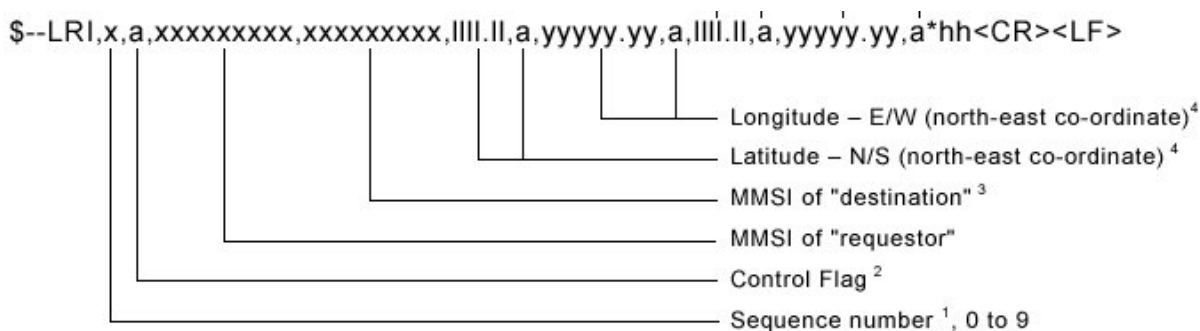 $--LRI,x,a,xxxxxxxxx,xxxxxxxxx,llll.ll,a,yyyyy.yy,a,llll.ll,a,yyyyy.yy,a*hh<CR><LF>
Longitude – E/W (north-east co-ordinate)⁴
Latitude – N/S (north-east co-ordinate) ⁴
MMSI of "destination" ³
MMSI of "requestor"
Control Flag ²
Sequence number ¹, 0 to 9